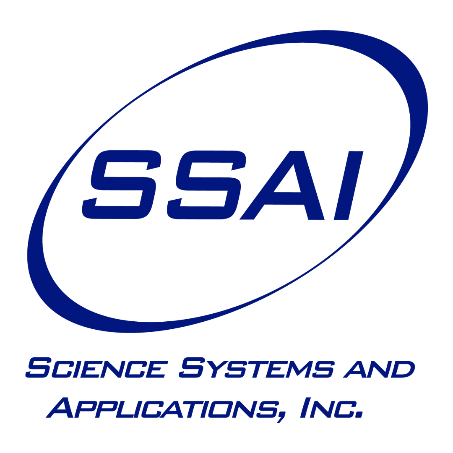 SSAI
Science Systems and
Applications, Inc.